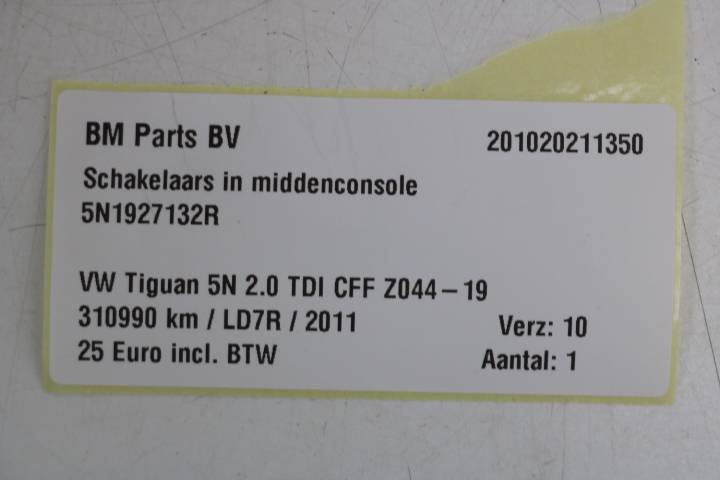 BM Parts BV 201020211350
Schakelaars in middenconsole
5N1927132R
VW Tiguan 5N 2.0 TDI CFF Z044-19
310990 km / LD7R / 2011 Verz: 10
25 Euro incl. BTW Aantal: 1